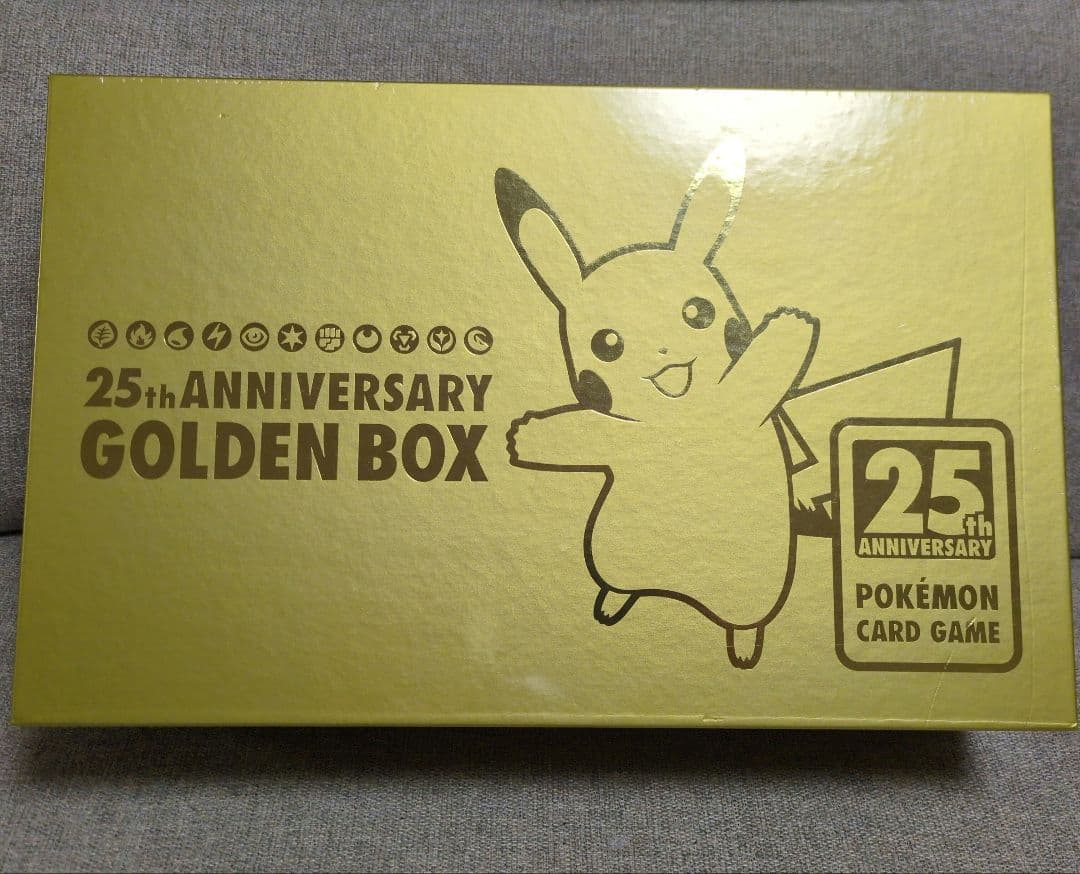 25th ANNIVERSARY
GOLDEN BOX
25th
ANNIVERSARY
POKÉMON
CARD GAME